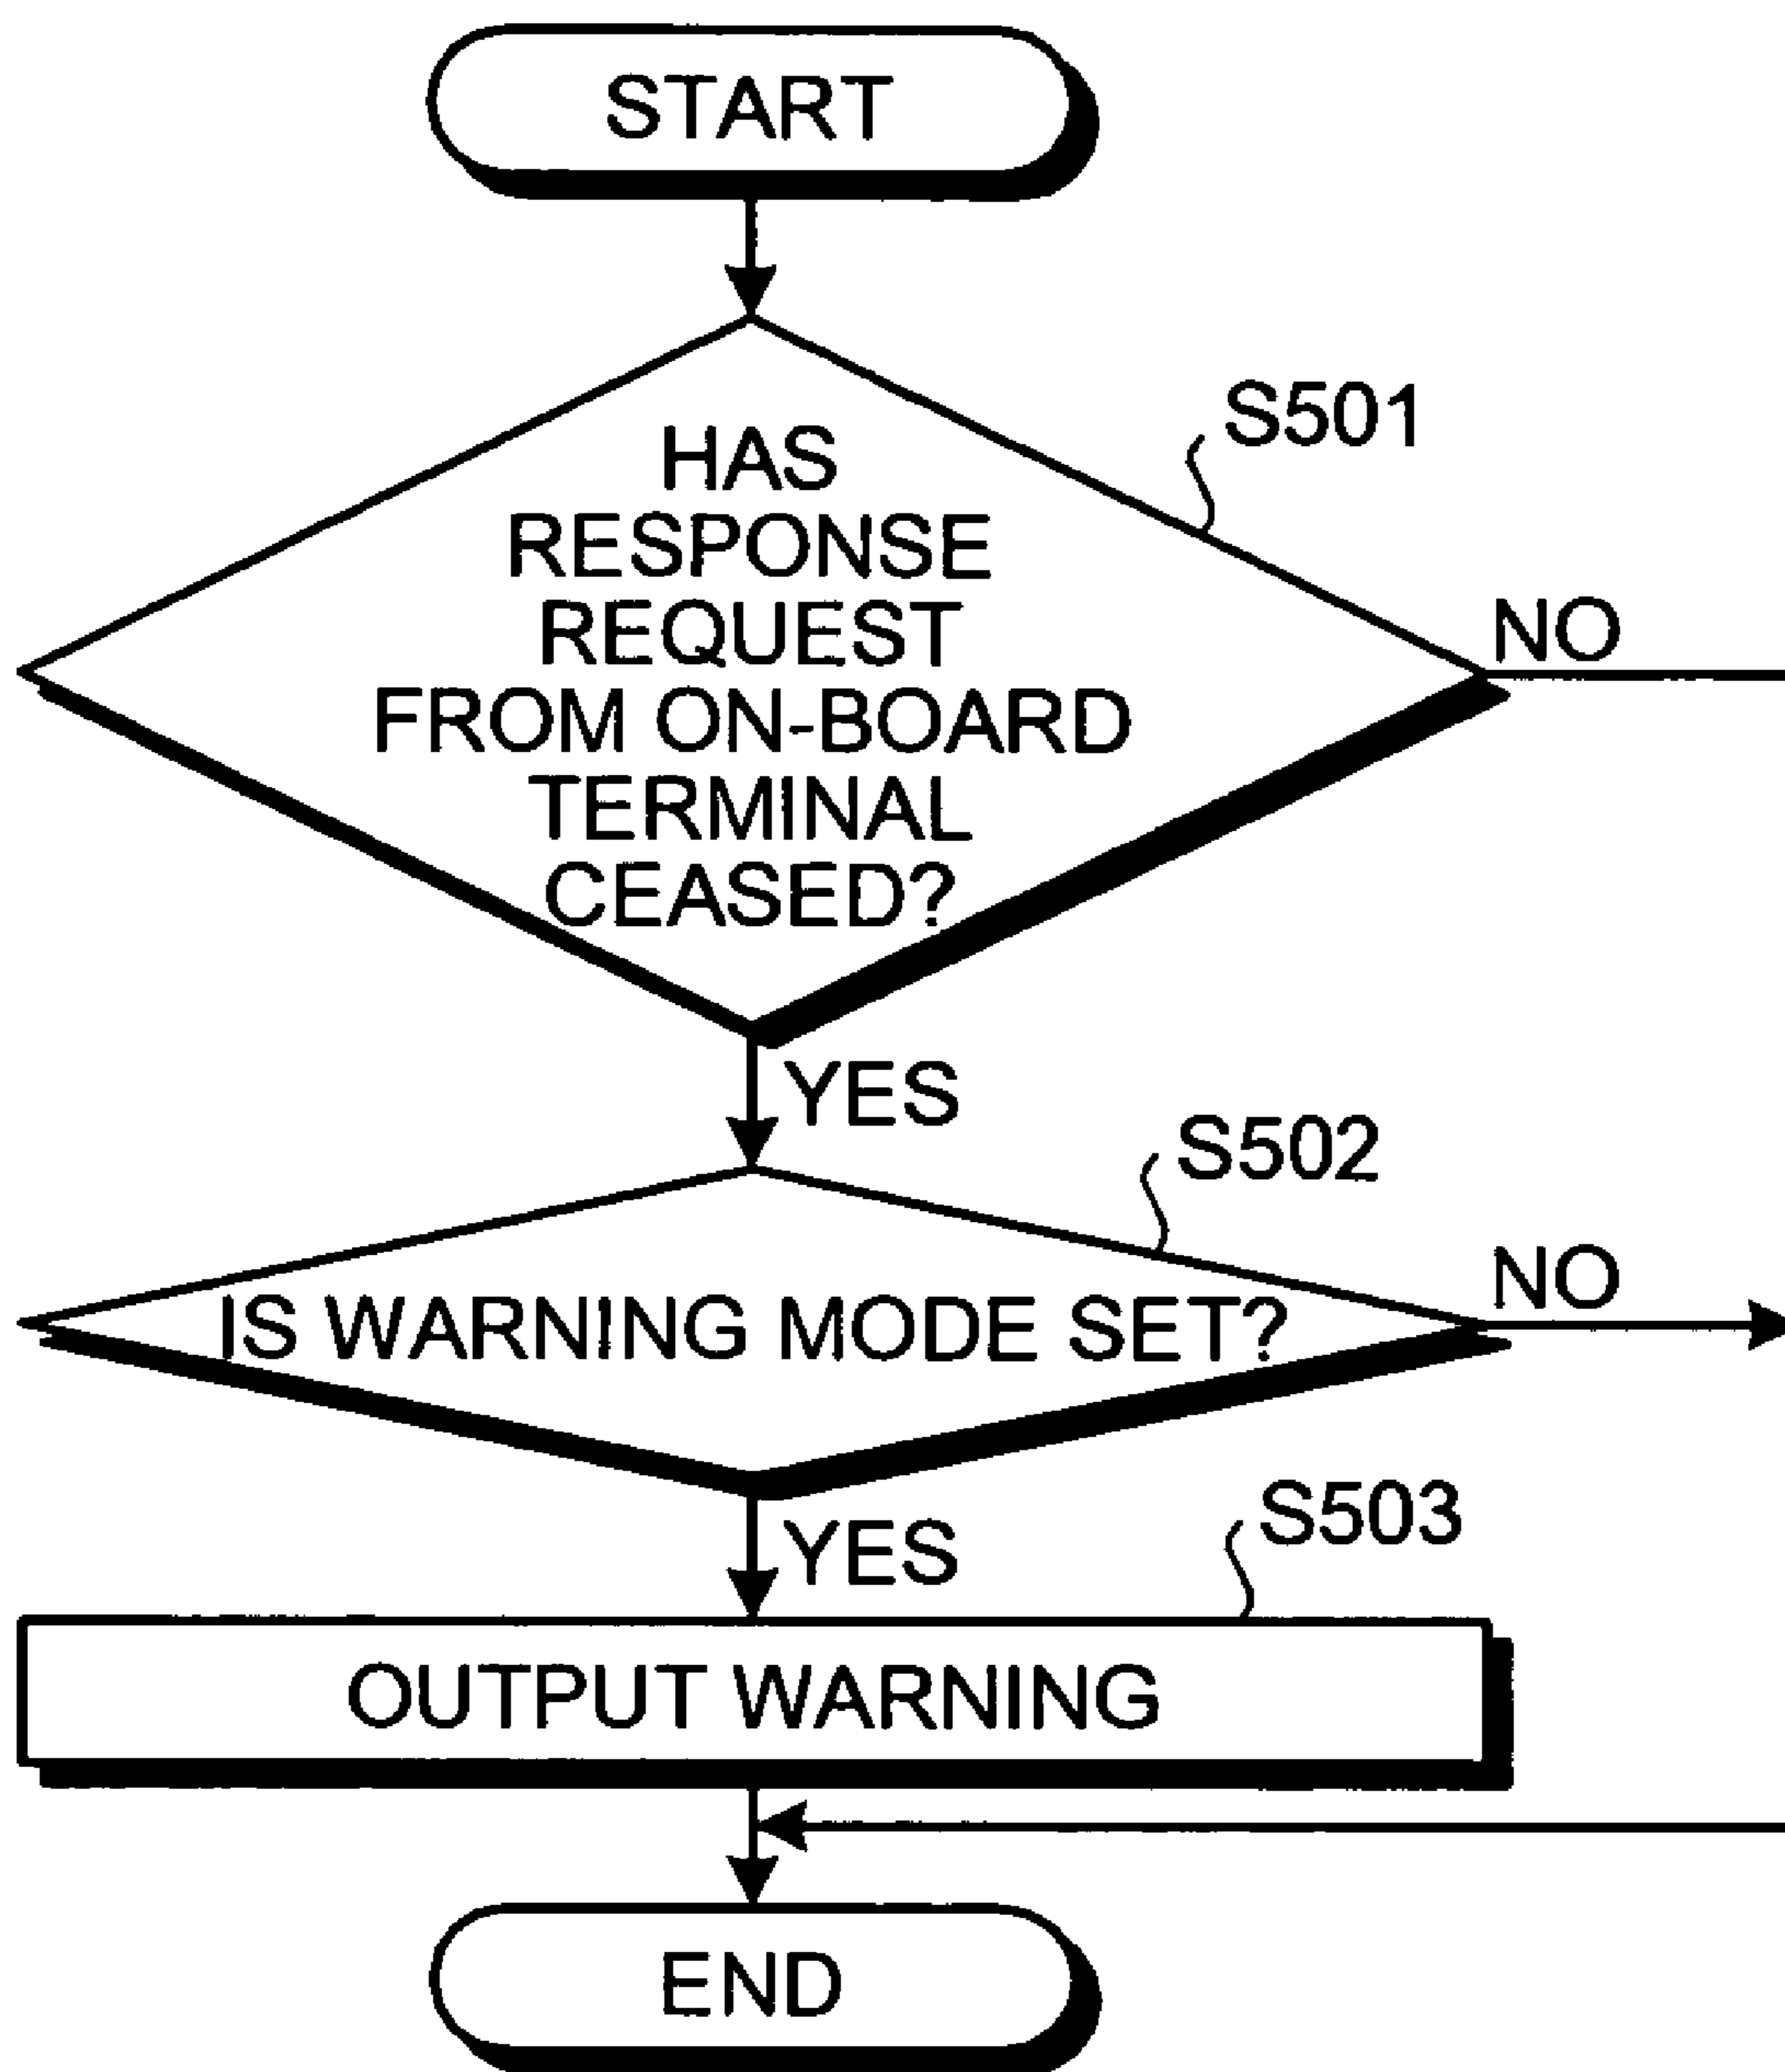 START
S501
HAS
RESPONSE
REQUEST
FROM ON-BOARD
TERMINAL
CEASED?
NO
YES
S502
IS WARNING MODE SET?
NO
YES
S503
OUTPUT WARNING
END